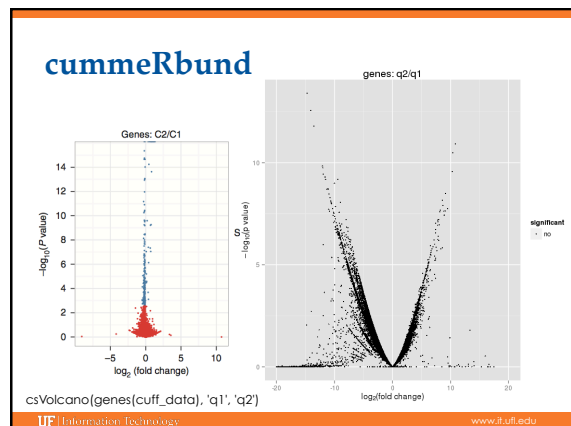 cummeRbund
Genes: C2/C1
−log₁₀(P value)
14
12
10
8
6
4
2
0
−5
0
5
10
log₂ (fold change)
S
genes: q2/q1
−log₁₀(p value)
10
5
0
-20
-10
0
10
20
log₂(fold change)
significant
no
csVolcano(genes(cuff_data), 'q1', 'q2')
UF Information Technology
www.it.ufl.edu